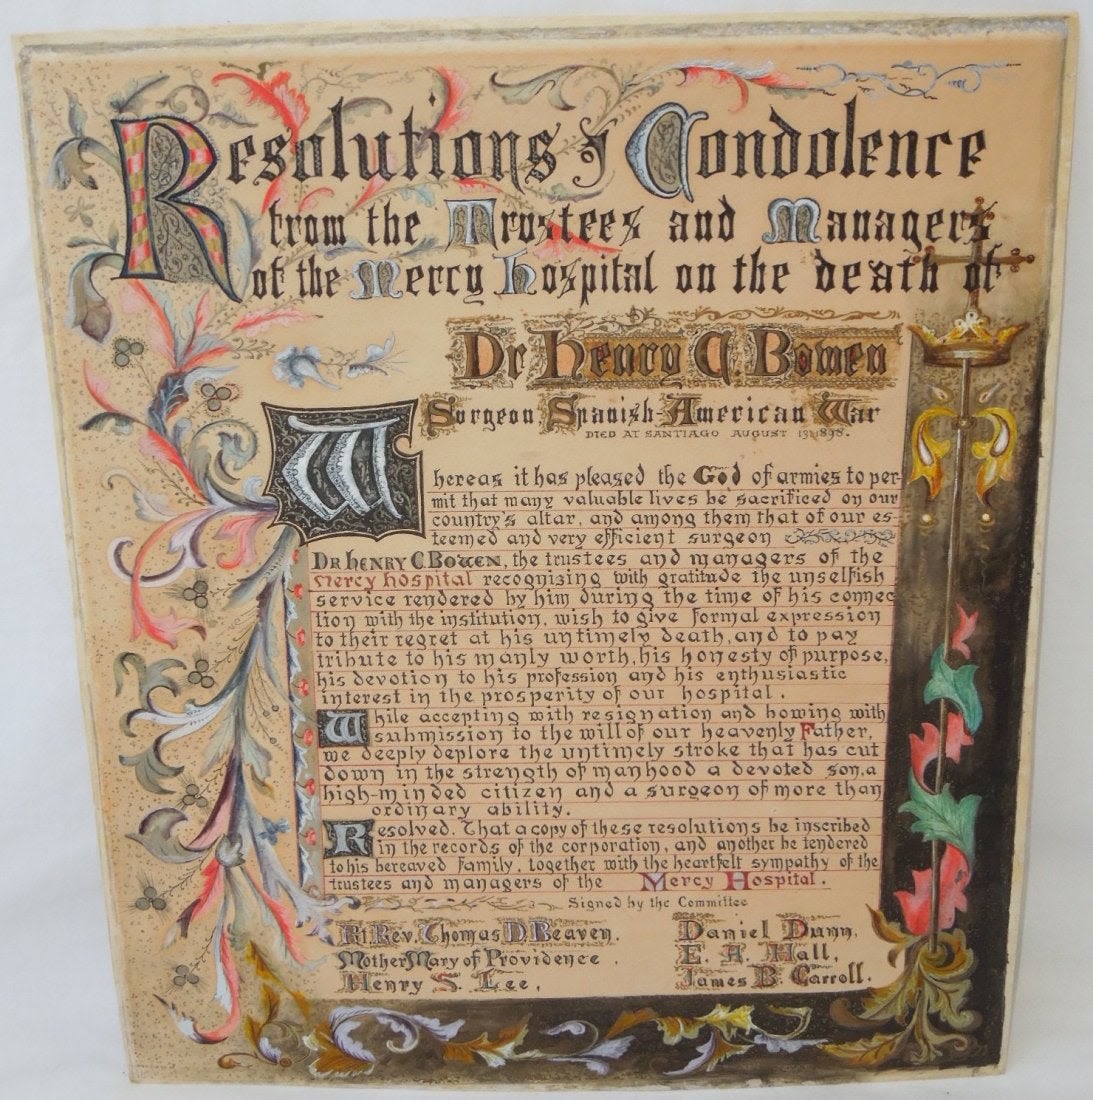 Resolutions of Condolence
from the Trustees and Managers
of the Mercy Hospital on the death of
Dr Henry C. Bowen
Surgeon Spanish-American War
DIED AT SANTIAGO AUGUST 13, 1898.
Whereas it has pleased the God of armies to per-
mit that many valuable lives be sacrificed on our
country's altar, and among them that of our es-
teemed and very efficient surgeon
DR HENRY C. BOWEN, the trustees and managers of the
Mercy hospital recognizing with gratitude the unselfish
service rendered by him during the time of his connec
tion with the institution, wish to give formal expression
to their regret at his untimely death, and to pay
tribute to his manly worth, his honesty of purpose,
his devotion to his profession and his enthusiastic
interest in the prosperity of our hospital.
While accepting with resignation and bowing with
submission to the will of our heavenly Father,
we deeply deplore the untimely stroke that has cut
down in the strength of manhood a devoted son, a
high-minded citizen and a surgeon of more than
ordinary ability.
Resolved. That a copy of these resolutions be inscribed
in the records of the corporation, and another be tendered
to his bereaved family, together with the heartfelt sympathy of the
trustees and managers of the Mercy Hospital.
Signed by the Committee
Rt Rev. Thomas D. Beaven. Daniel Dunn,
Mother Mary of Providence, E. A. Hall,
Henry S. Lee, James B. Carroll.